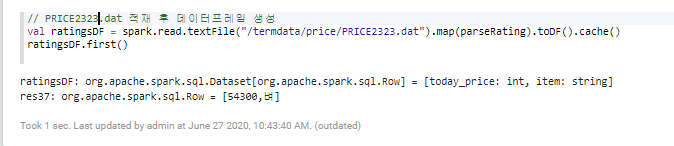 // PRICE2323.dat 적재 후 데이터프레임 생성
val ratingsDF = spark.read.textFile("/termdata/price/PRICE2323.dat").map(parseRating).toDF().cache()
ratingsDF.first()
ratingsDF: org.apache.spark.sql.Dataset[org.apache.spark.sql.Row] = [today_price: int, item: string]
res37: org.apache.spark.sql.Row = [54300,벼]
Took 1 sec. Last updated by admin at June 27 2020, 10:43:40 AM. (outdated)